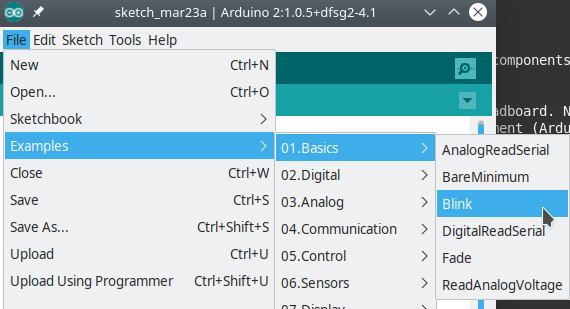 sketch_mar23a | Arduino 2:1.0.5+dfsg2-4.1
File Edit Sketch Tools Help
New Ctrl+N
Open... Ctrl+O
Sketchbook
Examples
Close Ctrl+W
Save Ctrl+S
Save As... Ctrl+Shift+S
Upload Ctrl+U
Upload Using Programmer Ctrl+Shift+U
01.Basics
02.Digital
03.Analog
04.Communication
05.Control
06.Sensors
07.Display
AnalogReadSerial
BareMinimum
Blink
DigitalReadSerial
Fade
ReadAnalogVoltage
components
adboard. N
ment (Ardu